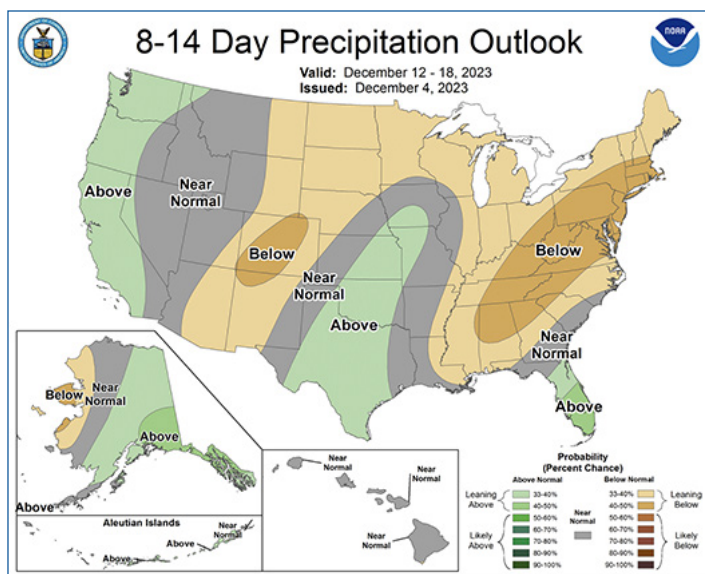 8-14 Day Precipitation Outlook
NOAA
Valid: December 12 - 18, 2023
Issued: December 4, 2023
Above
Near
Normal
Below
Near
Normal
Above
Below
Near
Normal
Above
Below
Near
Normal
Above
Above
Aleutian Islands
Near
Normal
Above
Above
Near
Normal
Near
Normal
Near
Normal
Probability
(Percent Chance)
Above Normal
Below Normal
Leaning
Above
33-40%
40-50%
50-60%
Likely
Above
60-70%
70-80%
80-90%
90-100%
Near
Normal
33-40%
40-50%
50-60%
60-70%
70-80%
80-90%
90-100%
Leaning
Below
Likely
Below